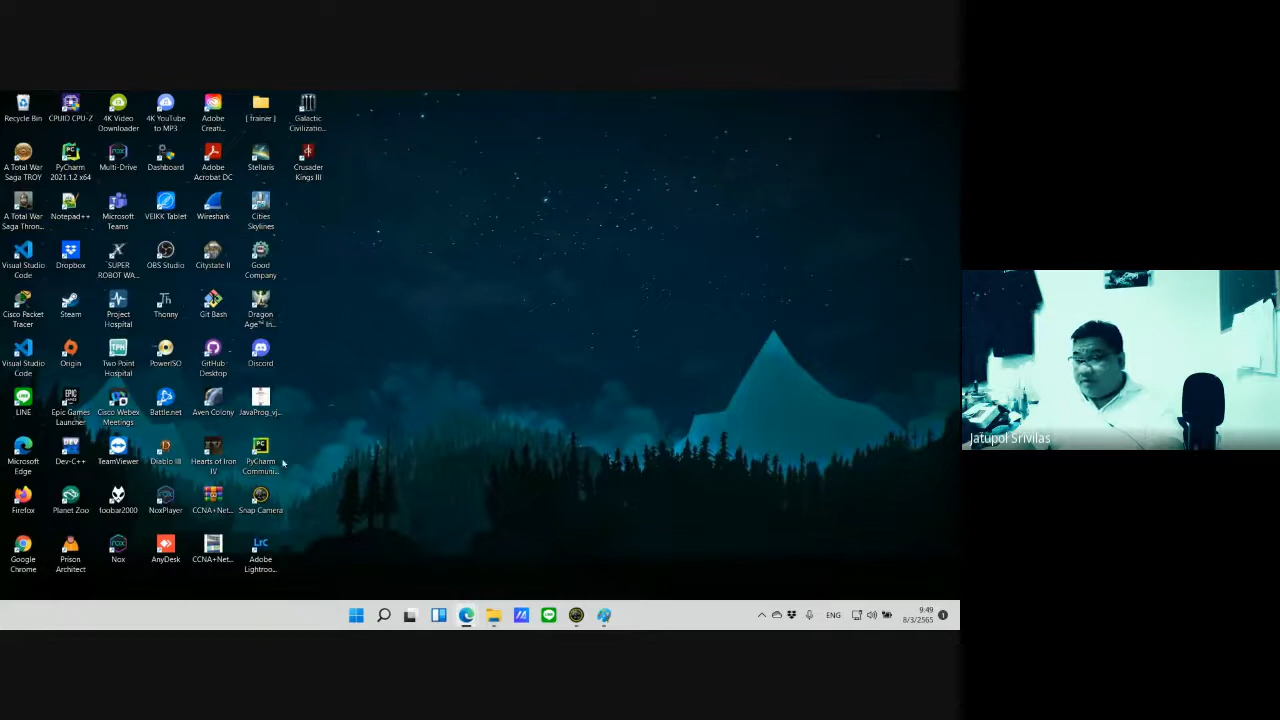 Recycle Bin
CPUID CPU-Z
4K Video
Downloader
4K YouTube
to MP3
Adobe
Creati...
[ frainer ]
Galactic
Civilizatio...
A Total War
Saga TROY
PyCharm
2021.1.2 x64
Multi-Drive
Dashboard
Adobe
Acrobat DC
Stellaris
Crusader
Kings III
A Total War
Saga Thron...
Notepad++
Microsoft
Teams
VEIKK Tablet
Wireshark
Cities
Skylines
Visual Studio
Code
Dropbox
SUPER
ROBOT WA...
OBS Studio
Citystate II
Good
Company
Cisco Packet
Tracer
Steam
Project
Hospital
Thonny
Git Bash
Dragon
Age™ In...
Visual Studio
Code
Origin
Two Point
Hospital
PowerISO
GitHub
Desktop
Discord
LINE
Epic Games
Launcher
Cisco Webex
Meetings
Battle.net
Aven Colony
JavaProg_vj...
Microsoft
Edge
Dev-C++
TeamViewer
Diablo III
Hearts of Iron
IV
PyCharm
Communi...
Firefox
Planet Zoo
foobar2000
NoxPlayer
CCNA+Net...
Snap Camera
Google
Chrome
Prison
Architect
Nox
AnyDesk
CCNA+Net...
Adobe
Lightroo...
ENG
9:49
8/3/2565
Jatupol Srivilas